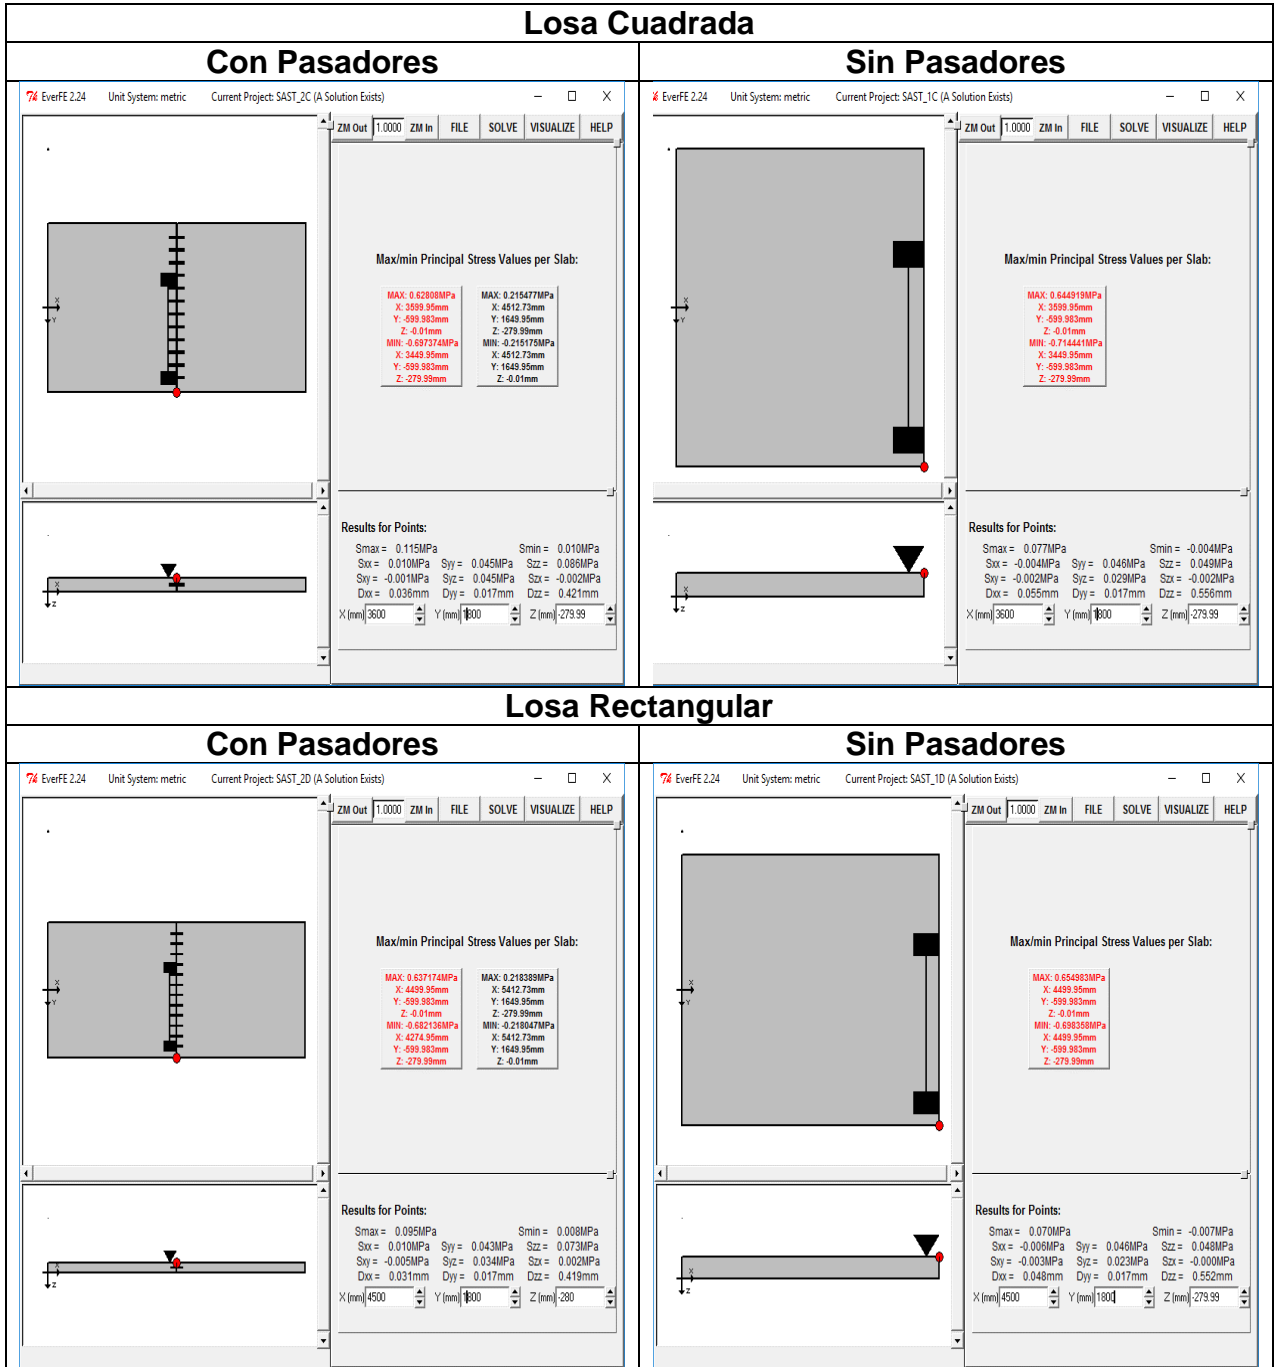 Losa Cuadrada
Con Pasadores
Sin Pasadores
EverFE 2.24 Unit System: metric Current Project: SAST_2C (A Solution Exists)
ZM Out 1.0000 ZM In FILE SOLVE VISUALIZE HELP
X
Y
Max/min Principal Stress Values per Slab:
MAX: 0.62808MPa
X: 3599.95mm
Y: -599.983mm
Z: -0.01mm
MIN: -0.697374MPa
X: 3449.95mm
Y: -599.983mm
Z: -279.99mm
MAX: 0.215477MPa
X: 4512.73mm
Y: 1649.95mm
Z: -279.99mm
MIN: -0.215175MPa
X: 4512.73mm
Y: 1649.95mm
Z: -0.01mm
X
Z
Results for Points:
Smax = 0.115MPa Smin = 0.010MPa
Sxx = 0.010MPa Syy = 0.045MPa Szz = 0.086MPa
Sxy = -0.001MPa Syz = 0.045MPa Szx = -0.002MPa
Dxx = 0.036mm Dyy = 0.017mm Dzz = 0.421mm
X (mm) 3600 Y (mm) 1800 Z (mm) -279.99
EverFE 2.24 Unit System: metric Current Project: SAST_1C (A Solution Exists)
ZM Out 1.0000 ZM In FILE SOLVE VISUALIZE HELP
X
Y
Max/min Principal Stress Values per Slab:
MAX: 0.644919MPa
X: 3599.95mm
Y: -599.983mm
Z: -0.01mm
MIN: -0.714441MPa
X: 3449.95mm
Y: -599.983mm
Z: -279.99mm
X
Z
Results for Points:
Smax = 0.077MPa Smin = -0.004MPa
Sxx = -0.004MPa Syy = 0.046MPa Szz = 0.049MPa
Sxy = -0.002MPa Syz = 0.029MPa Szx = -0.002MPa
Dxx = 0.055mm Dyy = 0.017mm Dzz = 0.556mm
X (mm) 3600 Y (mm) 1800 Z (mm) -279.99
Losa Rectangular
Con Pasadores
Sin Pasadores
EverFE 2.24 Unit System: metric Current Project: SAST_2D (A Solution Exists)
ZM Out 1.0000 ZM In FILE SOLVE VISUALIZE HELP
X
Y
Max/min Principal Stress Values per Slab:
MAX: 0.637174MPa
X: 4499.95mm
Y: -599.983mm
Z: -0.01mm
MIN: -0.682136MPa
X: 4274.95mm
Y: -599.983mm
Z: -279.99mm
MAX: 0.218389MPa
X: 5412.73mm
Y: 1649.95mm
Z: -279.99mm
MIN: -0.218047MPa
X: 5412.73mm
Y: 1649.95mm
Z: -0.01mm
X
Z
Results for Points:
Smax = 0.095MPa Smin = 0.008MPa
Sxx = 0.010MPa Syy = 0.043MPa Szz = 0.073MPa
Sxy = -0.005MPa Syz = 0.034MPa Szx = 0.002MPa
Dxx = 0.031mm Dyy = 0.017mm Dzz = 0.419mm
X (mm) 4500 Y (mm) 1800 Z (mm) -280
EverFE 2.24 Unit System: metric Current Project: SAST_1D (A Solution Exists)
ZM Out 1.0000 ZM In FILE SOLVE VISUALIZE HELP
X
Y
Max/min Principal Stress Values per Slab:
MAX: 0.654983MPa
X: 4499.95mm
Y: -599.983mm
Z: -0.01mm
MIN: -0.698358MPa
X: 4499.95mm
Y: -599.983mm
Z: -279.99mm
X
Z
Results for Points:
Smax = 0.070MPa Smin = -0.007MPa
Sxx = -0.006MPa Syy = 0.046MPa Szz = 0.048MPa
Sxy = -0.003MPa Syz = 0.023MPa Szx = -0.000MPa
Dxx = 0.048mm Dyy = 0.017mm Dzz = 0.552mm
X (mm) 4500 Y (mm) 1800 Z (mm) -279.99